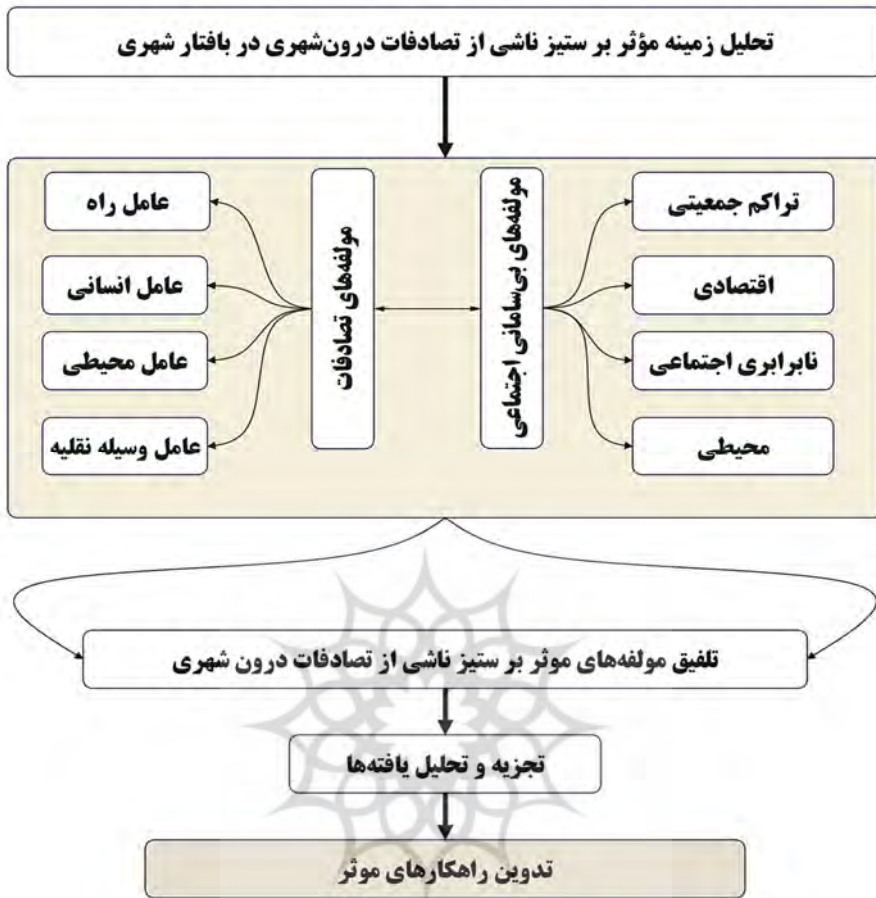 تحلیل زمینه مؤثر بر ستیز ناشی از تصادفات درون‌شهری در بافتار شهری
مولفه‌های بی‌سامانی اجتماعی
تراکم جمعیتی
اقتصادی
نابرابری اجتماعی
محیطی
مولفه‌های تصادفات
عامل راه
عامل انسانی
عامل محیطی
عامل وسیله نقلیه
تلفیق مولفه‌های موثر بر ستیز ناشی از تصادفات درون شهری
تجزیه و تحلیل یافته‌ها
تدوین راهکارهای موثر